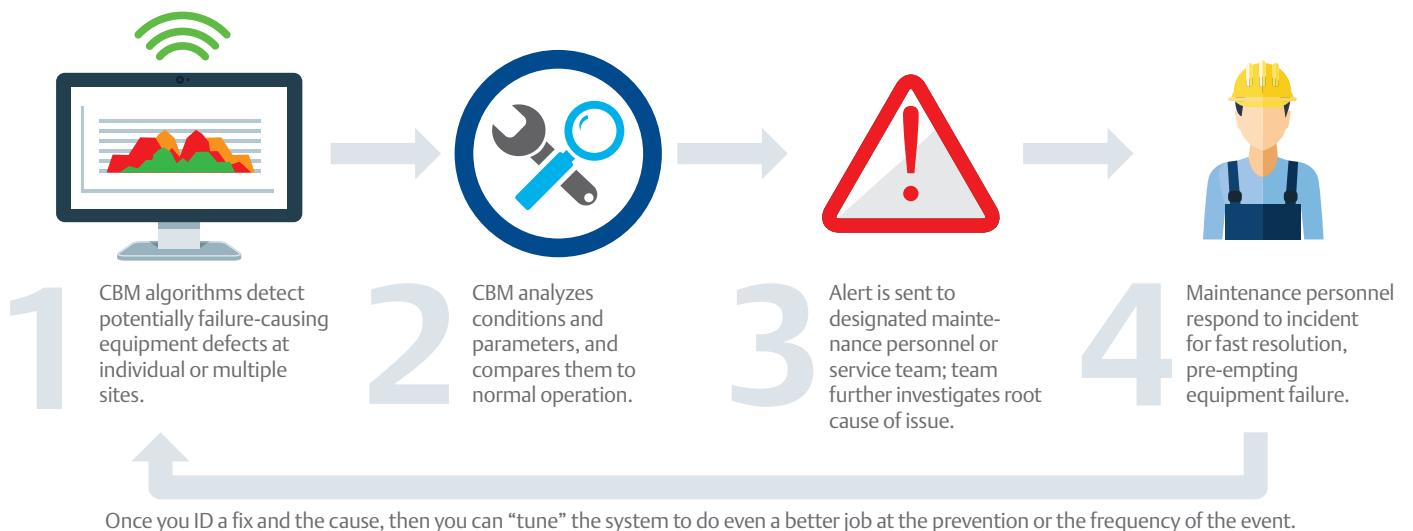 1
CBM algorithms detect
potentially failure-causing
equipment defects at
individual or multiple
sites.
2
CBM analyzes
conditions and
parameters, and
compares them to
normal operation.
3
Alert is sent to
designated mainte-
nance personnel or
service team; team
further investigates root
cause of issue.
4
Maintenance personnel
respond to incident
for fast resolution,
pre-empting
equipment failure.
Once you ID a fix and the cause, then you can “tune” the system to do even a better job at the prevention or the frequency of the event.